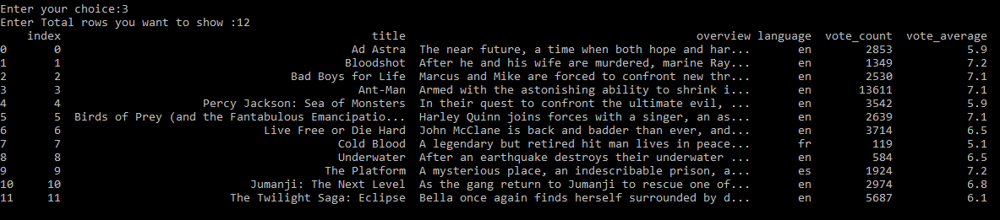 Enter your choice:3
Enter Total rows you want to show :12
index title overview language vote_count vote_average
0 0 Ad Astra The near future, a time when both hope and har... en 2853 5.9
1 1 Bloodshot After he and his wife are murdered, marine Ray... en 1349 7.2
2 2 Bad Boys for Life Marcus and Mike are forced to confront new thr... en 2530 7.1
3 3 Ant-Man Armed with the astonishing ability to shrink i... en 13611 7.1
4 4 Percy Jackson: Sea of Monsters In their quest to confront the ultimate evil, ... en 3542 5.9
5 5 Birds of Prey (and the Fantabulous Emancipatio... Harley Quinn joins forces with a singer, an as... en 2639 7.1
6 6 Live Free or Die Hard John McClane is back and badder than ever, and... en 3714 6.5
7 7 Cold Blood A legendary but retired hit man lives in peace... fr 119 5.1
8 8 Underwater After an earthquake destroys their underwater ... en 584 6.5
9 9 The Platform A mysterious place, an indescribable prison, a... es 1924 7.2
10 10 Jumanji: The Next Level As the gang return to Jumanji to rescue one of... en 2974 6.8
11 11 The Twilight Saga: Eclipse Bella once again finds herself surrounded by d... en 5687 6.1